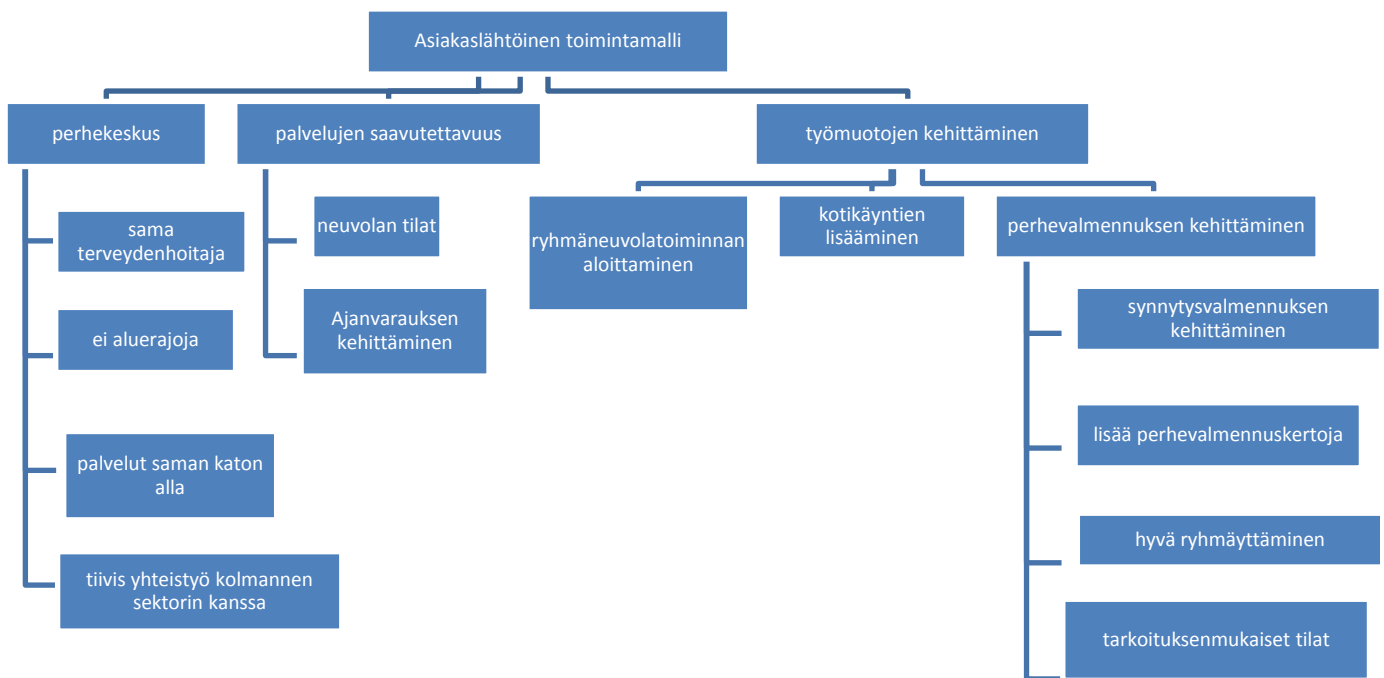 Asiakaslähtöinen toimintamalli
perhekeskus
palvelujen saavutettavuus
työmuotojen kehittäminen
sama
terveydenhoitaja
ei aluerajoja
palvelut saman katon
alla
tiivis yhteistyö kolmannen
sektorin kanssa
neuvolan tilat
Ajanvarauksen
kehittäminen
ryhmäneuvolatoiminnan
aloittaminen
kotikäyntien
lisääminen
perhevalmennuksen kehittäminen
synnytysvalmennuksen
kehittäminen
lisää perhevalmennuskertoja
hyvä ryhmäyttäminen
tarkoituksenmukaiset tilat